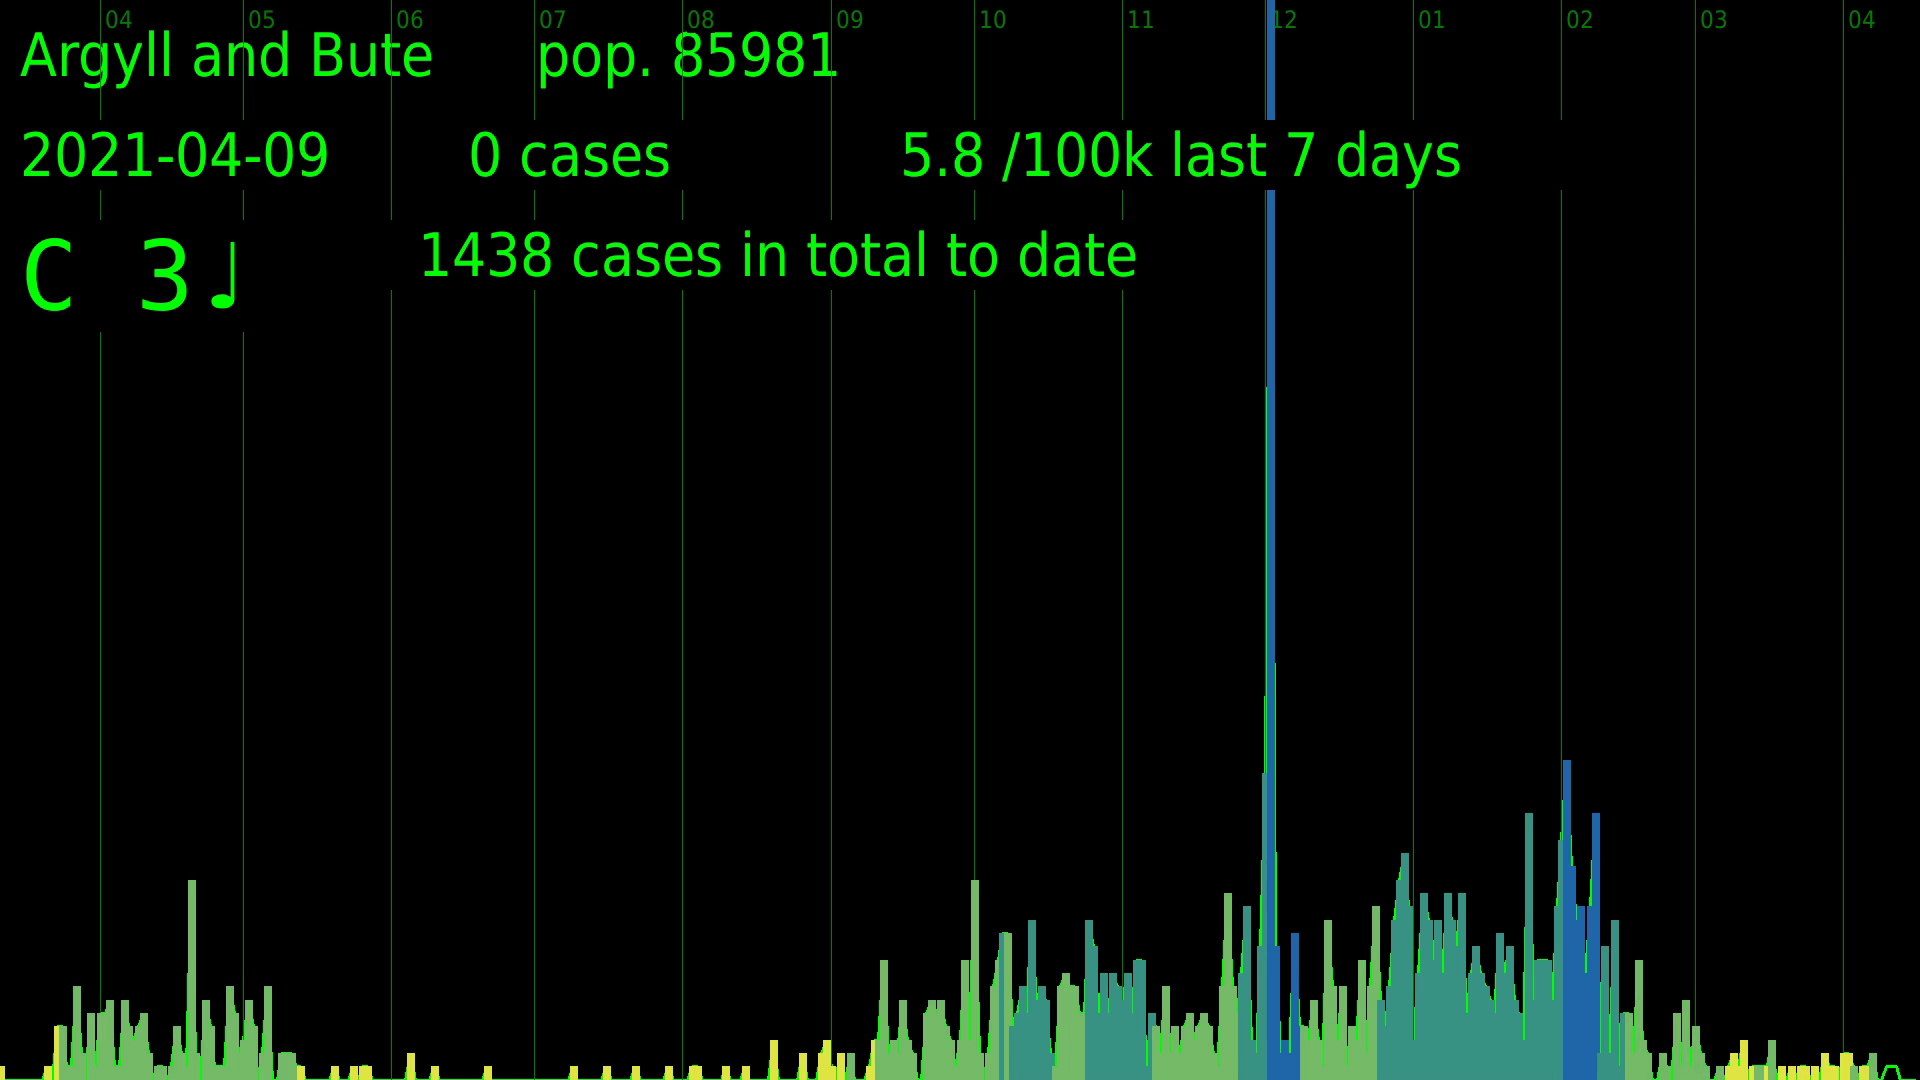 04 05 06 07 08 09 10 11 12 01 02 03 04
Argyll and Bute pop. 85981
2021-04-09 0 cases 5.8 /100k last 7 days
C 3♩ 1438 cases in total to date